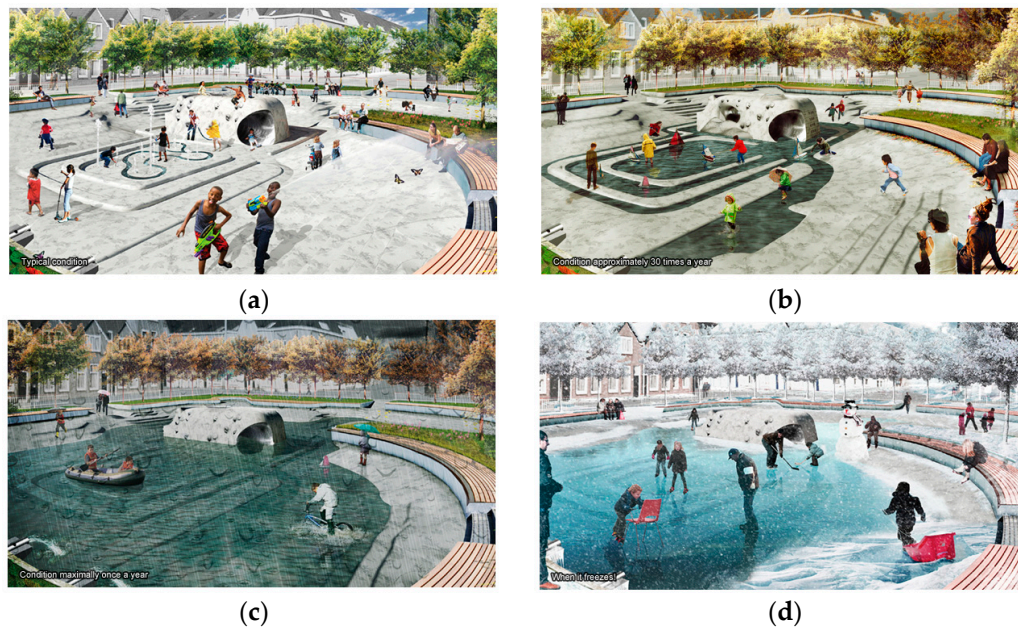 Typical condition
Condition approximately 30 times a year
(a)
(b)
Condition maximally once a year
When it freezes!
(c)
(d)